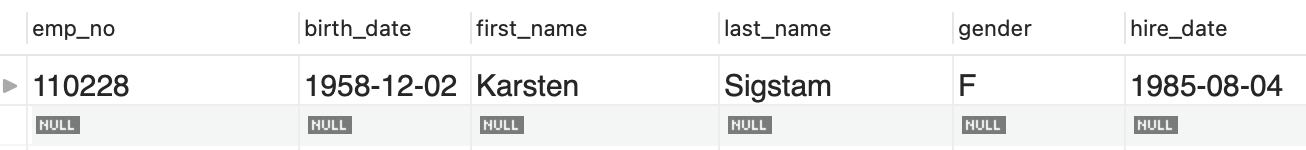 emp_no birth_date first_name last_name gender hire_date
110228 1958-12-02 Karsten Sigstam F 1985-08-04
NULL NULL NULL NULL NULL NULL